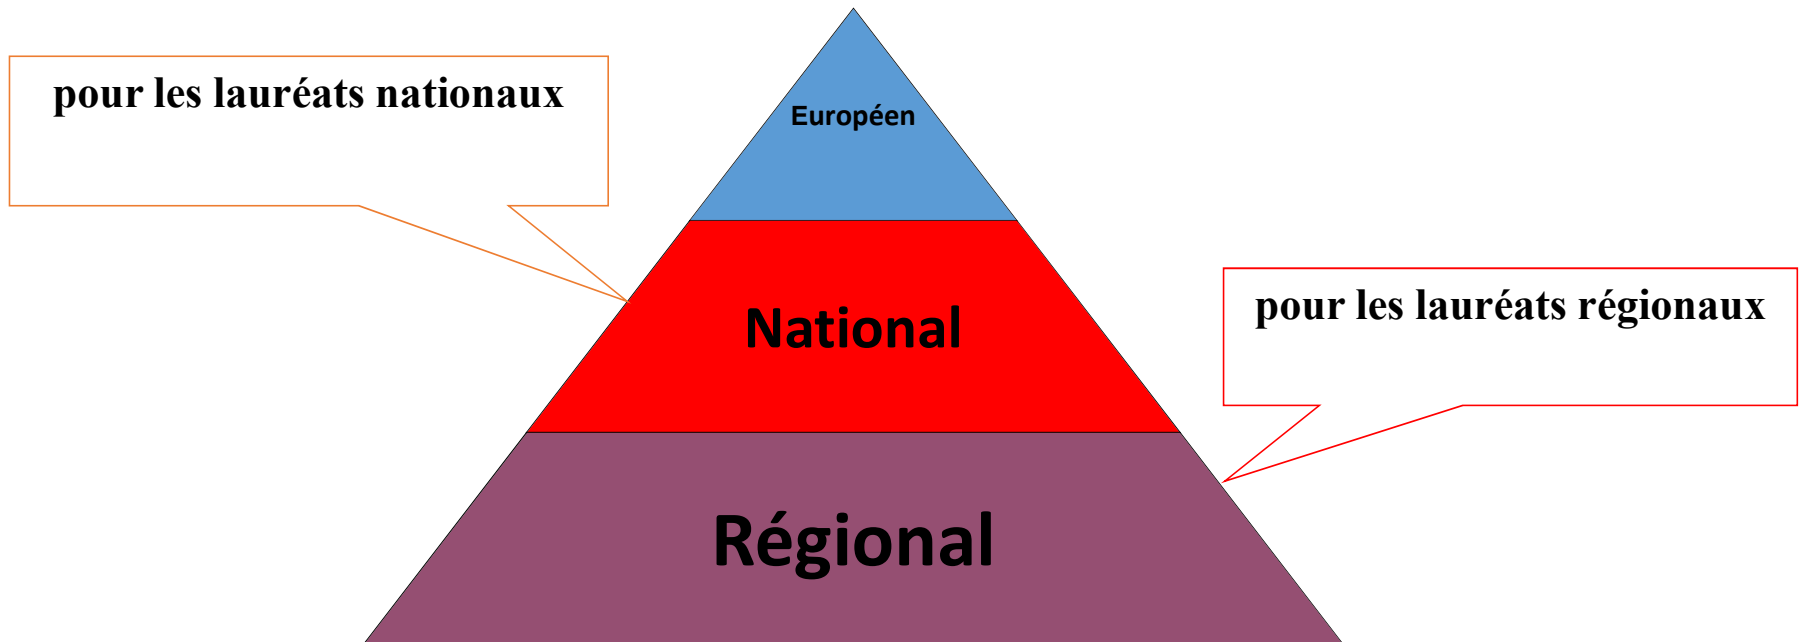 pour les lauréats nationaux
Européen
pour les lauréats régionaux
National
Régional